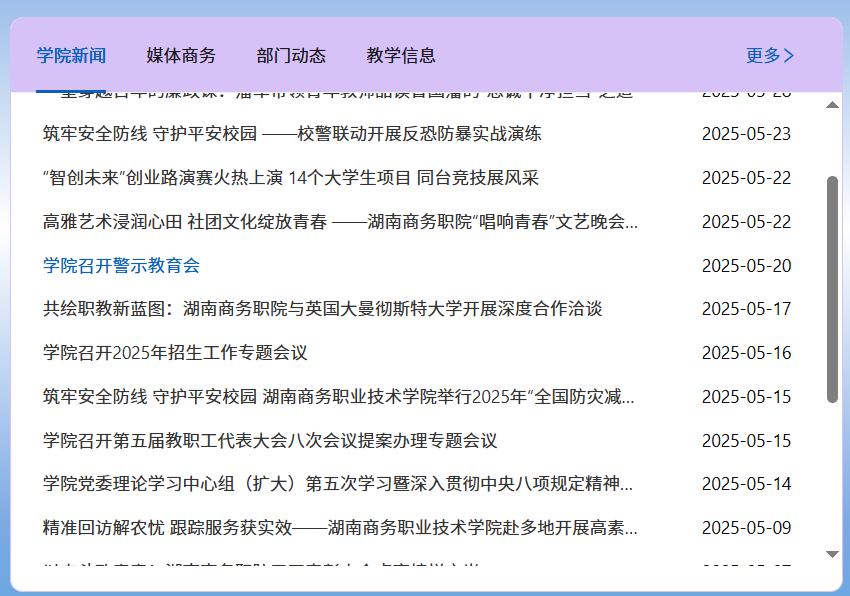 学院新闻 媒体商务 部门动态 教学信息 更多
筑牢安全防线 守护平安校园 ——校警联动开展反恐防暴实战演练 2025-05-23
“智创未来”创业路演赛火热上演 14个大学生项目 同台竞技展风采 2025-05-22
高雅艺术浸润心田 社团文化绽放青春 ——湖南商务职院“唱响青春”文艺晚会... 2025-05-22
学院召开警示教育会 2025-05-20
共绘职教新蓝图：湖南商务职院与英国大曼彻斯特大学开展深度合作洽谈 2025-05-17
学院召开2025年招生工作专题会议 2025-05-16
筑牢安全防线 守护平安校园 湖南商务职业技术学院举行2025年“全国防灾减... 2025-05-15
学院召开第五届教职工代表大会八次会议提案办理专题会议 2025-05-15
学院党委理论学习中心组（扩大）第五次学习暨深入贯彻中央八项规定精神... 2025-05-14
精准回访解农忧 跟踪服务获实效——湖南商务职业技术学院赴多地开展高素... 2025-05-09